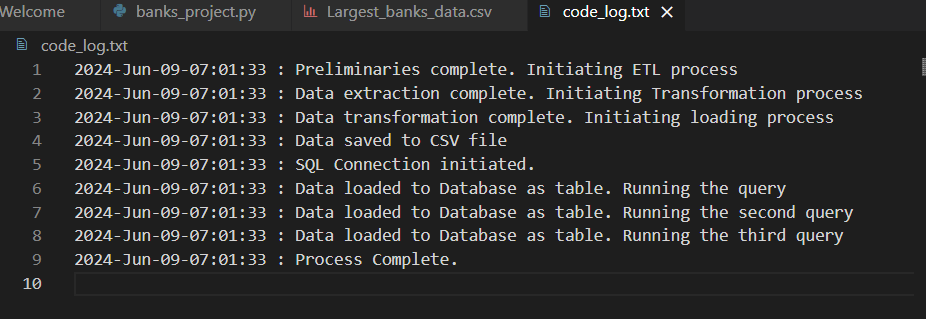 Welcome banks_project.py Largest_banks_data.csv code_log.txt
code_log.txt
1 2024-Jun-09-07:01:33 : Preliminaries complete. Initiating ETL process
2 2024-Jun-09-07:01:33 : Data extraction complete. Initiating Transformation process
3 2024-Jun-09-07:01:33 : Data transformation complete. Initiating loading process
4 2024-Jun-09-07:01:33 : Data saved to CSV file
5 2024-Jun-09-07:01:33 : SQL Connection initiated.
6 2024-Jun-09-07:01:33 : Data loaded to Database as table. Running the query
7 2024-Jun-09-07:01:33 : Data loaded to Database as table. Running the second query
8 2024-Jun-09-07:01:33 : Data loaded to Database as table. Running the third query
9 2024-Jun-09-07:01:33 : Process Complete.
10